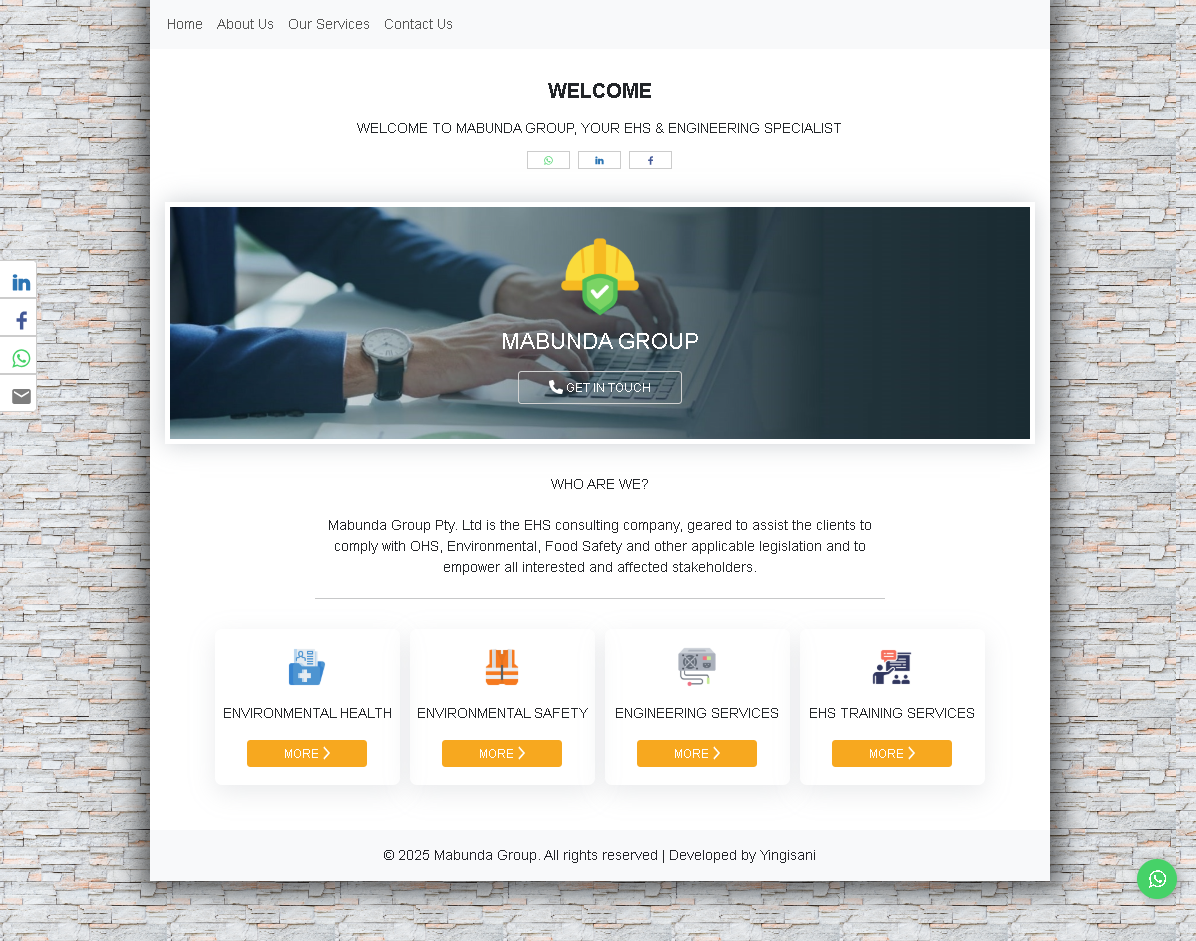 Home About Us Our Services Contact Us
WELCOME
WELCOME TO MABUNDA GROUP, YOUR EHS & ENGINEERING SPECIALIST
MABUNDA GROUP
GET IN TOUCH
WHO ARE WE?
Mabunda Group Pty. Ltd is the EHS consulting company, geared to assist the clients to
comply with OHS, Environmental, Food Safety and other applicable legislation and to
empower all interested and affected stakeholders.
ENVIRONMENTAL HEALTH
MORE
ENVIRONMENTAL SAFETY
MORE
ENGINEERING SERVICES
MORE
EHS TRAINING SERVICES
MORE
© 2025 Mabunda Group. All rights reserved | Developed by Yingisani